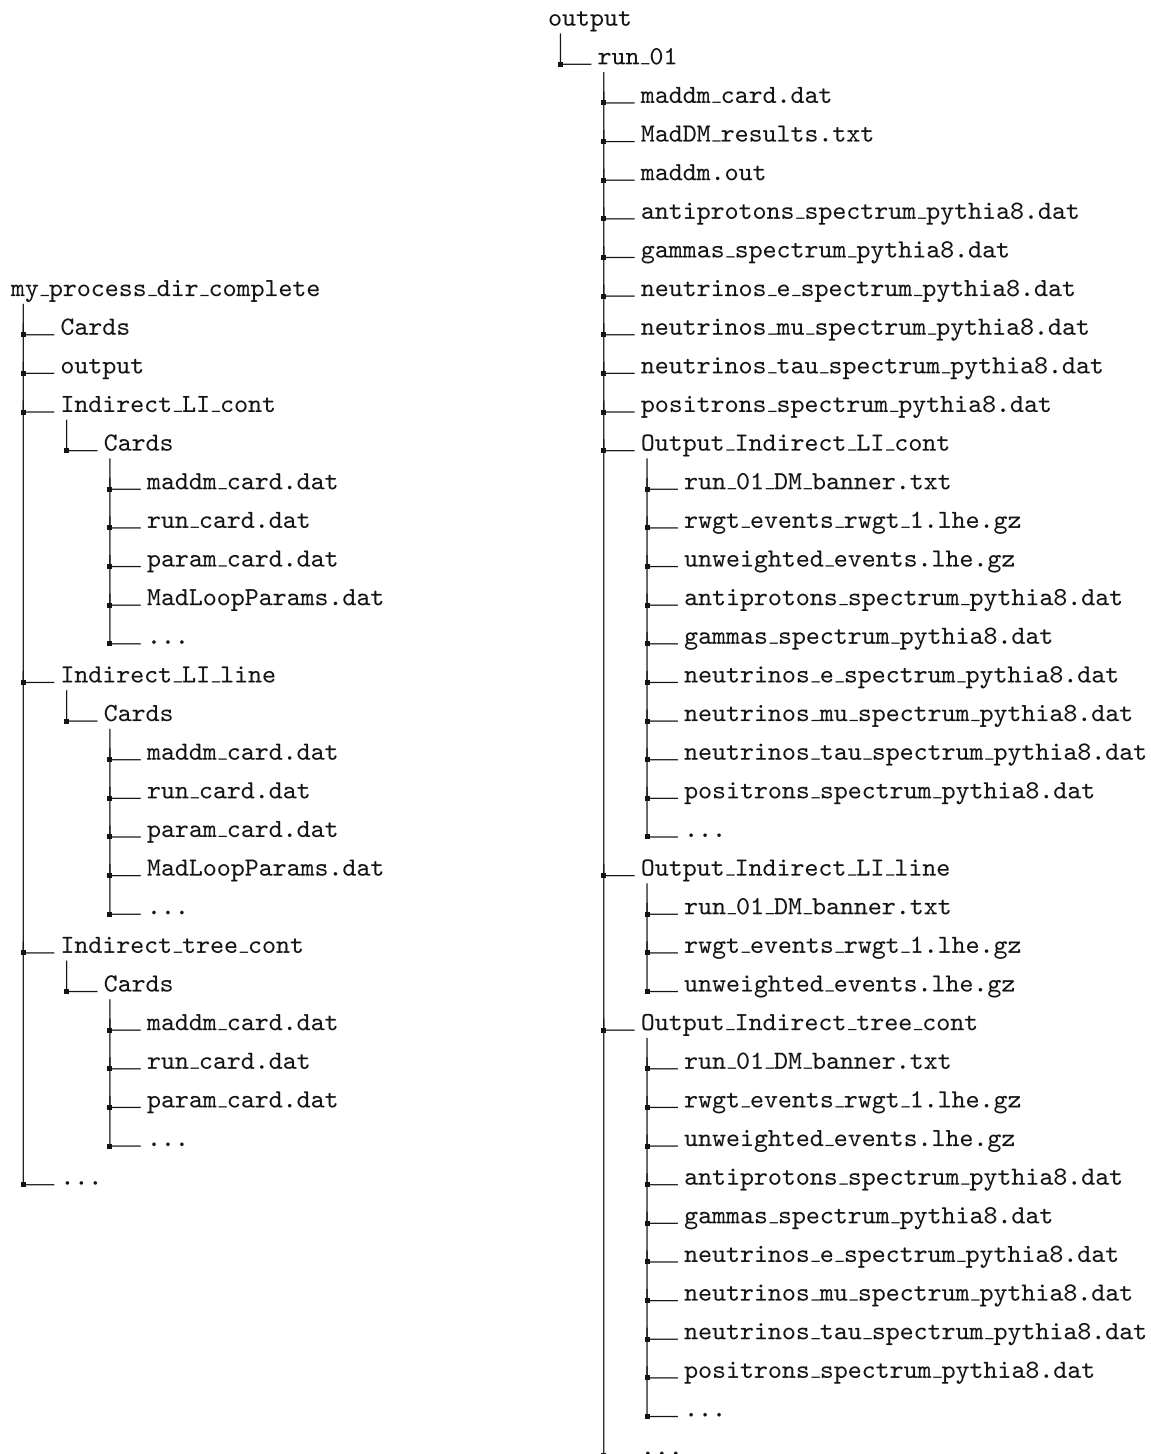 my_process_dir_complete
Cards
output
Indirect_LI_cont
Cards
maddm_card.dat
run_card.dat
param_card.dat
MadLoopParams.dat
...
Indirect_LI_line
Cards
maddm_card.dat
run_card.dat
param_card.dat
MadLoopParams.dat
...
Indirect_tree_cont
Cards
maddm_card.dat
run_card.dat
param_card.dat
...
...
output
run_01
maddm_card.dat
MadDM_results.txt
maddm.out
antiprotons_spectrum_pythia8.dat
gammas_spectrum_pythia8.dat
neutrinos_e_spectrum_pythia8.dat
neutrinos_mu_spectrum_pythia8.dat
neutrinos_tau_spectrum_pythia8.dat
positrons_spectrum_pythia8.dat
Output_Indirect_LI_cont
run_01_DM_banner.txt
rwgt_events_rwgt_1.lhe.gz
unweighted_events.lhe.gz
antiprotons_spectrum_pythia8.dat
gammas_spectrum_pythia8.dat
neutrinos_e_spectrum_pythia8.dat
neutrinos_mu_spectrum_pythia8.dat
neutrinos_tau_spectrum_pythia8.dat
positrons_spectrum_pythia8.dat
...
Output_Indirect_LI_line
run_01_DM_banner.txt
rwgt_events_rwgt_1.lhe.gz
unweighted_events.lhe.gz
Output_Indirect_tree_cont
run_01_DM_banner.txt
rwgt_events_rwgt_1.lhe.gz
unweighted_events.lhe.gz
antiprotons_spectrum_pythia8.dat
gammas_spectrum_pythia8.dat
neutrinos_e_spectrum_pythia8.dat
neutrinos_mu_spectrum_pythia8.dat
neutrinos_tau_spectrum_pythia8.dat
positrons_spectrum_pythia8.dat
...
...